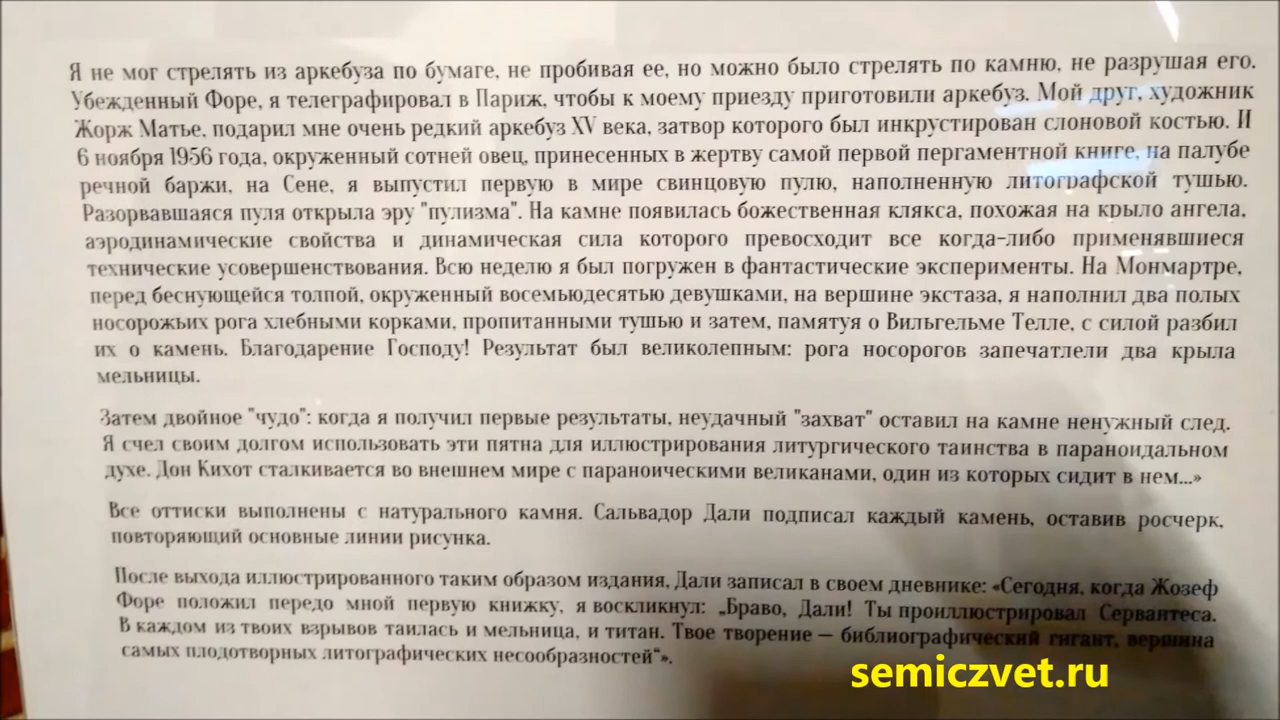 Я не мог стрелять из аркебуза по бумаге, не пробивая ее, но можно было стрелять по камню, не разрушая его.
Убежденный Форе, я телеграфировал в Париж, чтобы к моему приезду приготовили аркебуз. Мой друг, художник
Жорж Матье, подарил мне очень редкий аркебуз XV века, затвор которого был инкрустирован слоновой костью. И
6 ноября 1956 года, окруженный сотней овец, принесенных в жертву самой первой пергаментной книге, на палубе
речной баржи, на Сене, я выпустил первую в мире свинцовую пулю, наполненную литографской тушью.
Разорвавшаяся пуля открыла эру "пулизма". На камне появилась божественная клякса, похожая на крыло ангела,
аэродинамические свойства и динамическая сила которого превосходит все когда-либо применявшиеся
технические усовершенствования. Всю неделю я был погружен в фантастические эксперименты. На Монмартре,
перед беснующейся толпой, окруженный восемьюдесятью девушками, на вершине экстаза, я наполнил два полых
носорожьих рога хлебными корками, пропитанными тушью и затем, памятуя о Вильгельме Телле, с силой разбил
их о камень. Благодарение Господу! Результат был великолепным: рога носорогов запечатлели два крыла
мельницы.
Затем двойное "чудо": когда я получил первые результаты, неудачный "захват" оставил на камне ненужный след.
Я счел своим долгом использовать эти пятна для иллюстрирования литургического таинства в параноидальном
духе. Дон Кихот сталкивается во внешнем мире с параноическими великанами, один из которых сидит в нем...»
Все оттиски выполнены с натурального камня. Сальвадор Дали подписал каждый камень, оставив росчерк,
повторяющий основные линии рисунка.
После выхода иллюстрированного таким образом издания, Дали записал в своем дневнике: «Сегодня, когда Жозеф
Форе положил передо мной первую книжку, я воскликнул: „Браво, Дали! Ты проиллюстрировал Сервантеса.
В каждом из твоих взрывов таилась и мельница, и титан. Твое творение — библиографический гигант, вершина
самых плодотворных литографических несообразностей“».
semiczvet.ru